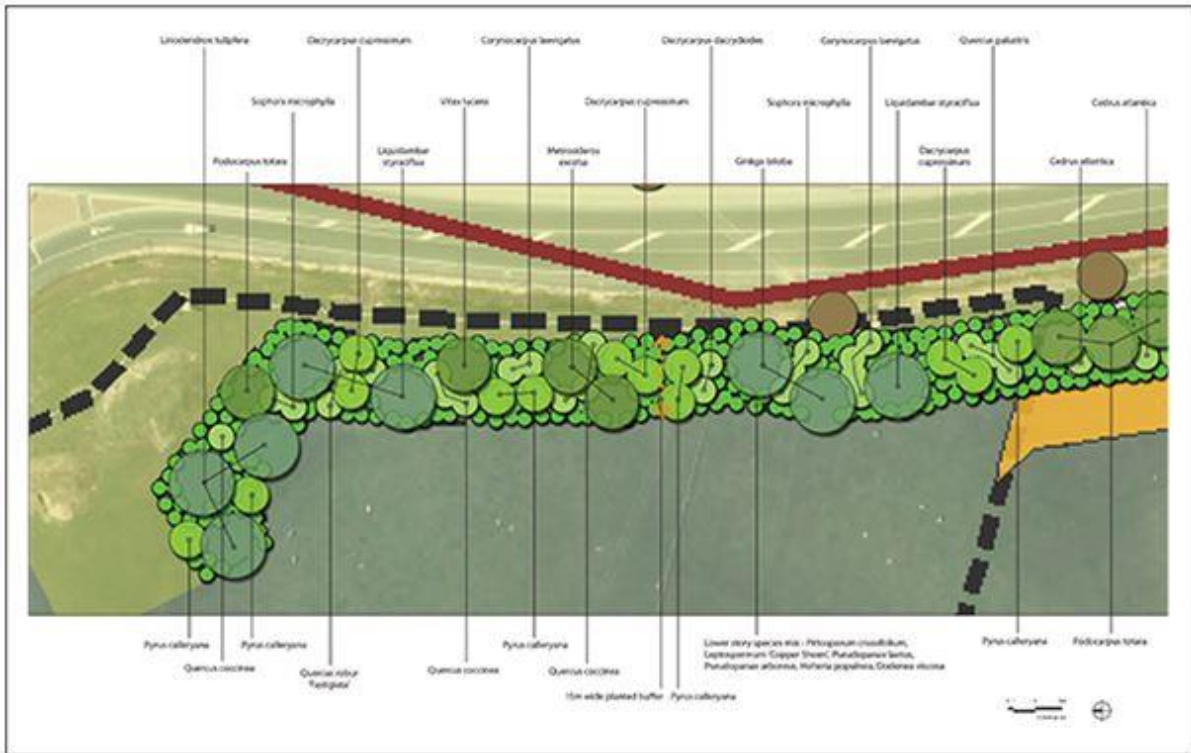 Liriodendron tulipifera
Dacrycarpus cupressinum
Corynocarpus laevigatus
Dacrycarpus dacrydioides
Corynocarpus laevigatus
Quercus palustris
Sophora microphylla
Vitex lucens
Dacrycarpus cupressinum
Sophora microphylla
Liquidambar styraciflua
Cedrus atlantica
Podocarpus totara
Liquidambar
styraciflua
Metrosideros
excelsa
Ginkgo biloba
Dacrycarpus
cupressinum
Cedrus atlantica
Pyrus calleryana
Pyrus calleryana
Pyrus calleryana
Lower story species mix - Pittosporum crassifolium,
Leptospermum 'Copper Sheen', Pseudopanax laetus,
Pseudopanax arboreus, Hoheria populnea, Dodonea viscosa
Pyrus calleryana
Podocarpus totara
Quercus coccinea
Quercus robur
'Fastigiata'
Quercus coccinea
Quercus coccinea
15m wide planted buffer
Pyrus calleryana